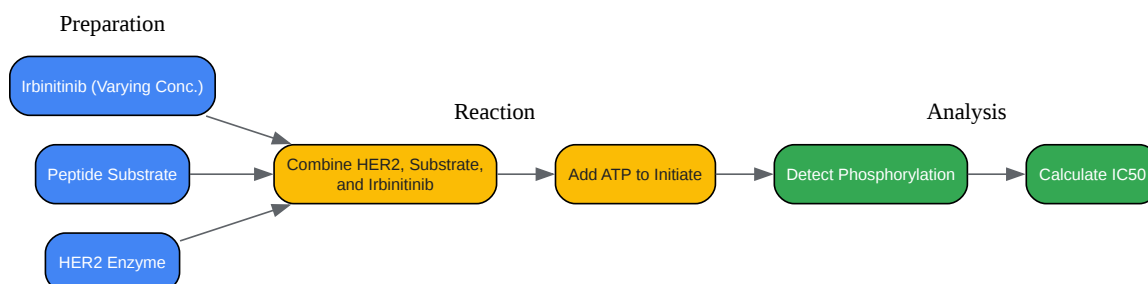 Preparation
Irbinitinib (Varying Conc.)
Peptide Substrate
HER2 Enzyme
Reaction
Combine HER2, Substrate,
and Irbinitinib
Add ATP to Initiate
Analysis
Detect Phosphorylation
Calculate IC50